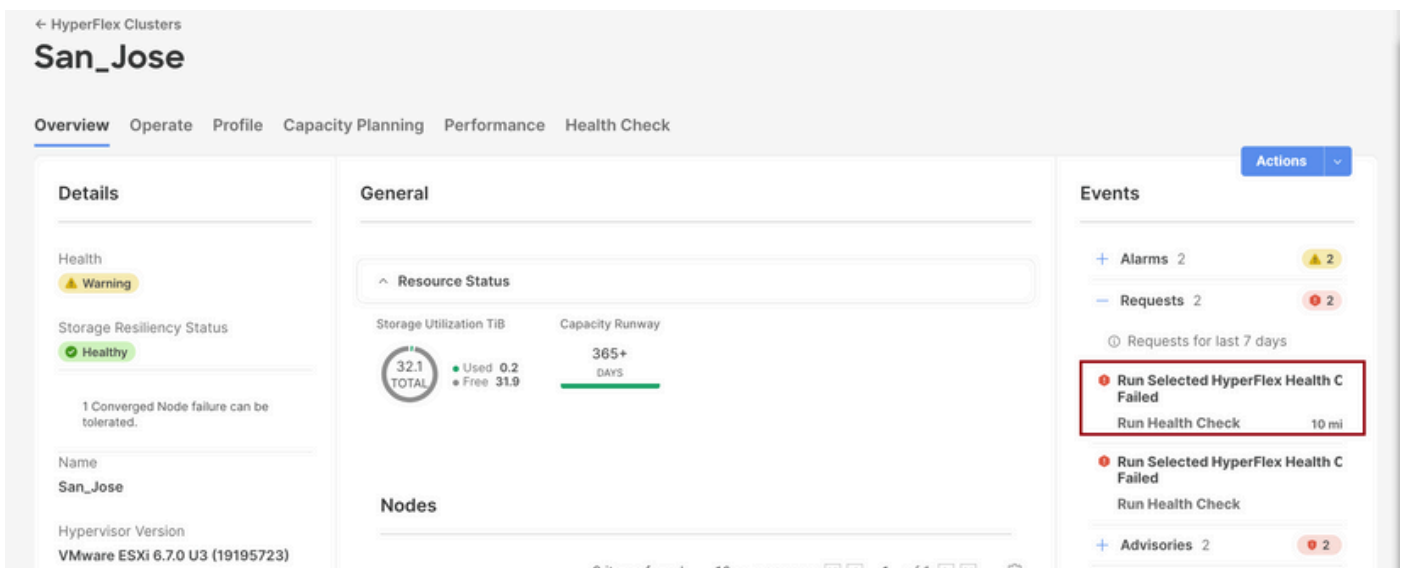 ← HyperFlex Clusters
San_Jose
Overview Operate Profile Capacity Planning Performance Health Check
Actions
Details
Health
Warning
Storage Resiliency Status
Healthy
1 Converged Node failure can be
tolerated.
Name
San_Jose
Hypervisor Version
VMware ESXi 6.7.0 U3 (19195723)
General
Resource Status
Storage Utilization TiB
32.1
TOTAL
Used 0.2
Free 31.9
Capacity Runway
365+
DAYS
Nodes
Events
Alarms 2 2
Requests 2 2
Requests for last 7 days
Run Selected HyperFlex Health C
Failed
Run Health Check 10 mi
Run Selected HyperFlex Health C
Failed
Run Health Check
Advisories 2 2